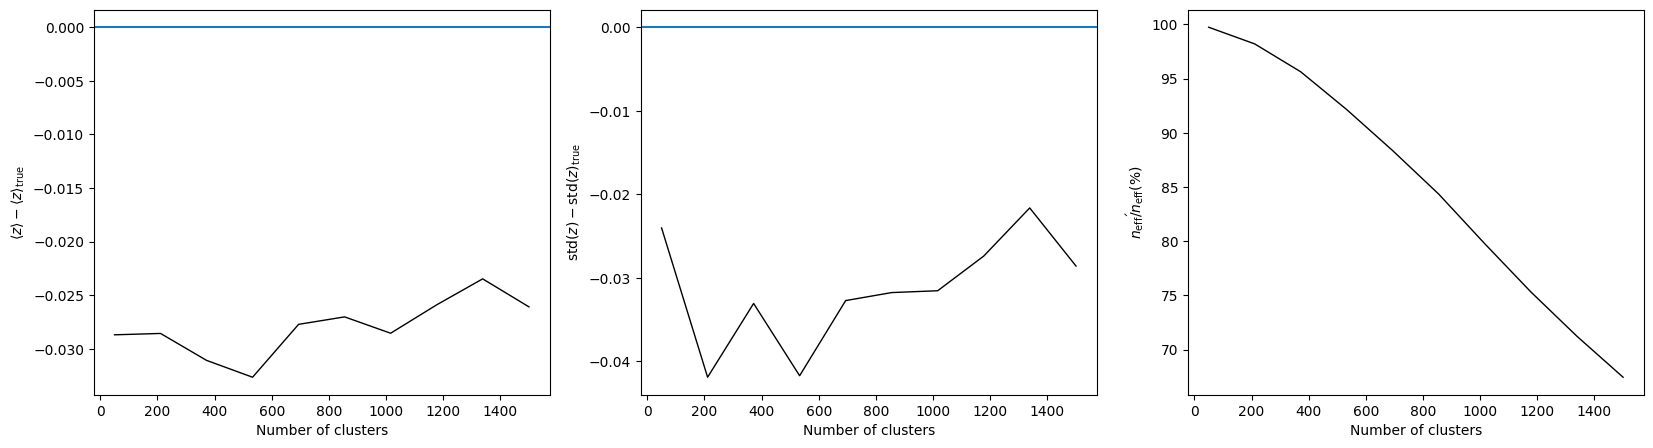 0.000
−0.005
−0.010
−0.015
−0.020
−0.025
−0.030
⟨z⟩ − ⟨z⟩true
0 200 400 600 800 1000 1200 1400
Number of clusters
0.00
−0.01
−0.02
−0.03
−0.04
std(z) − std(z)true
0 200 400 600 800 1000 1200 1400
Number of clusters
100
95
90
85
80
75
70
n′eff/neff(%)
0 200 400 600 800 1000 1200 1400
Number of clusters